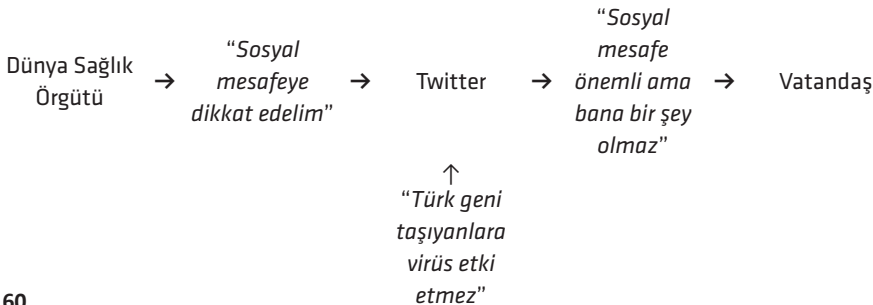 Dünya Sağlık
Örgütü
→
“Sosyal
mesafeye
dikkat edelim”
→
Twitter
→
“Sosyal
mesafe
önemli ama
bana bir şey
olmaz”
→
Vatandaş
↑
“Türk geni
taşıyanlara
virüs etki
etmez”
60